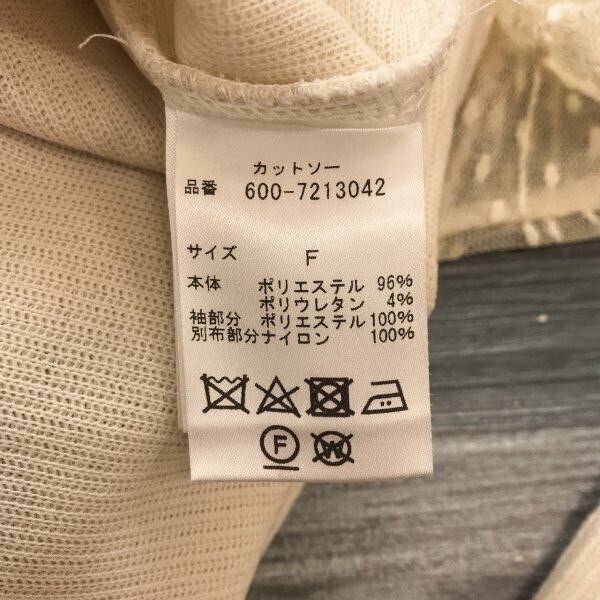 カットソー
品番 600-7213042
サイズ F
本体 ポリエステル 96%
ポリウレタン 4%
袖部分 ポリエステル 100%
別布部分 ナイロン 100%
F W